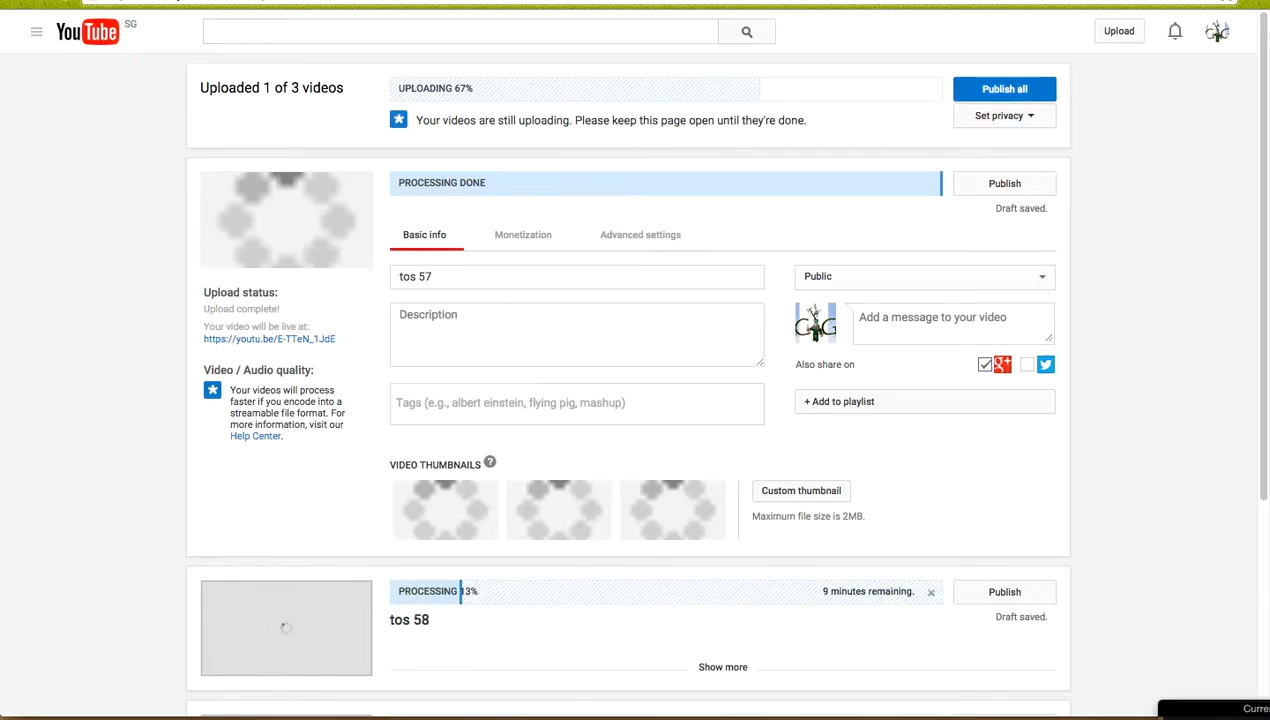 YouTube SG
Upload
Uploaded 1 of 3 videos
UPLOADING 67%
Publish all
Your videos are still uploading. Please keep this page open until they're done.
Set privacy
PROCESSING DONE
Publish
Draft saved.
Basic info
Monetization
Advanced settings
tos 57
Public
Description
Add a message to your video
Upload status:
Upload complete!
Your video will be live at:
https://youtu.be/E-TTeN_1JdE
Also share on
Video / Audio quality:
Your videos will process
faster if you encode into a
streamable file format. For
more information, visit our
Help Center.
Tags (e.g., albert einstein, flying pig, mashup)
+ Add to playlist
VIDEO THUMBNAILS ?
Custom thumbnail
Maximum file size is 2MB.
PROCESSING 13%
9 minutes remaining.
Publish
tos 58
Draft saved.
Show more